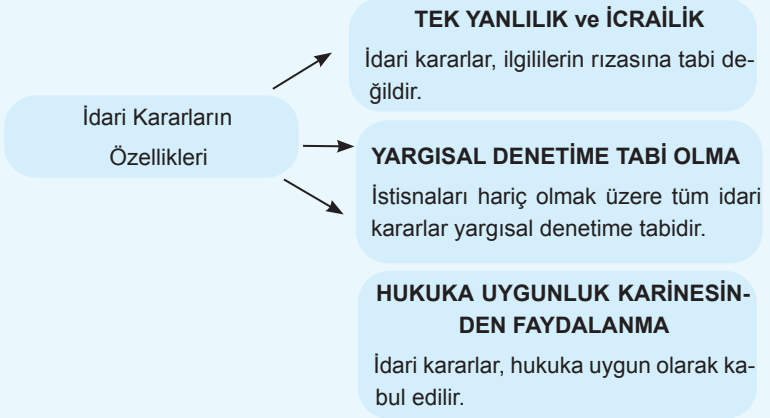 TEK YANLILIK ve İCRAİLİK
İdari kararlar, ilgililerin rızasına tabi de-
ğildir.
İdari Kararların
Özellikleri
YARGISAL DENETİME TABİ OLMA
İstisnaları hariç olmak üzere tüm idari
kararlar yargısal denetime tabidir.
HUKUKA UYGUNLUK KARİNESİN-
DEN FAYDALANMA
İdari kararlar, hukuka uygun olarak ka-
bul edilir.